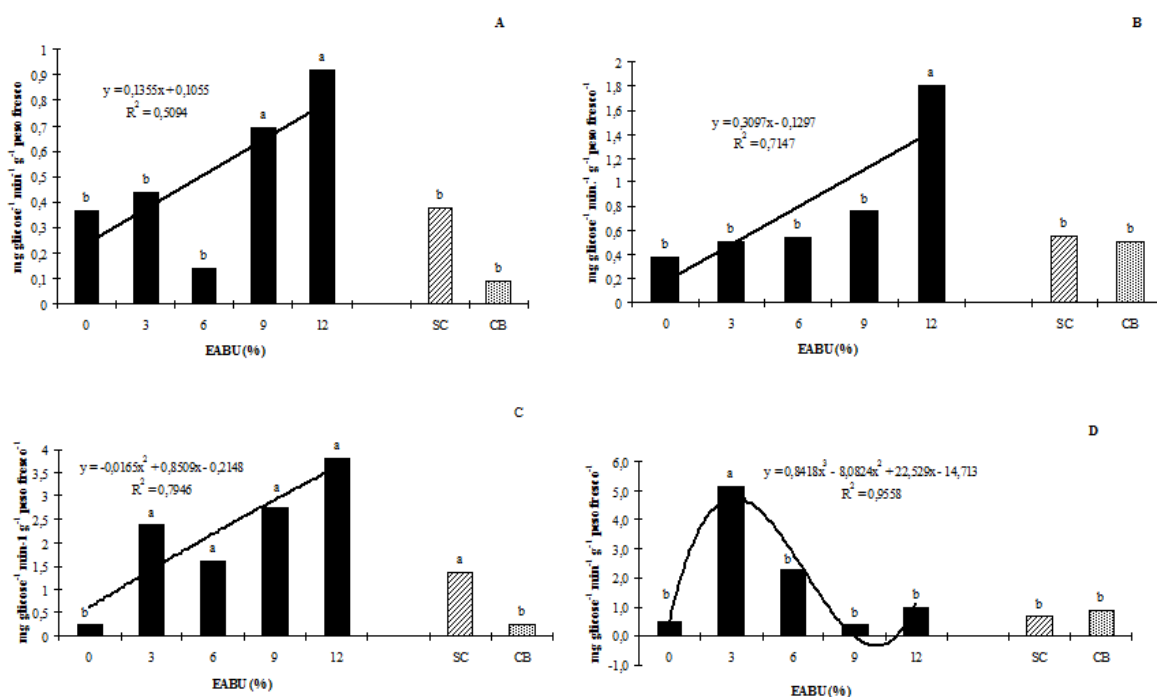 A
mg glicose⁻¹ min⁻¹ g⁻¹ peso fresco⁻¹
1
0,9
0,8
0,7
0,6
0,5
0,4
0,3
0,2
0,1
0
y = 0,1355x + 0,1055
R² = 0,5094
b b b a a b b
0 3 6 9 12 SC CB
EABU (%)
B
mg glicose⁻¹ min.⁻¹ g⁻¹ peso fresco⁻¹
2
1,8
1,6
1,4
1,2
1
0,8
0,6
0,4
0,2
0
y = 0,3097x - 0,1297
R² = 0,7147
b b b b a b b
0 3 6 9 12 SC CB
EABU (%)
C
mg glicose⁻¹ min-1 g⁻¹ peso fresco⁻¹
4
3,5
3
2,5
2
1,5
1
0,5
0
y = -0,0165x² + 0,8509x - 0,2148
R² = 0,7946
b a a a a a b
0 3 6 9 12 SC CB
EABU (%)
D
mg glicose⁻¹ min⁻¹ g⁻¹ peso fresco⁻¹
6,0
5,0
4,0
3,0
2,0
1,0
0,0
-1,0
y = 0,8418x³ - 8,0824x² + 22,529x - 14,713
R² = 0,9558
b a b b b b b
0 3 6 9 12 SC CB
EABU (%)